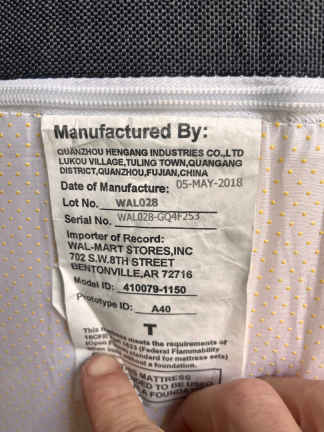 Manufactured By:
QUANZHOU HENGANG INDUSTRIES CO.,LTD
LUKOU VILLAGE,TULING TOWN,QUANGANG
DISTRICT,QUANZHOU,FUJIAN,CHINA
Date of Manufacture: 05-MAY-2018
Lot No. WAL028
Serial No. WAL028-GQ4F253
Importer of Record:
WAL-MART STORES,INC
702 S.W.8TH STREET
BENTONVILLE,AR 72716
Model ID: 410079-1150
Prototype ID: A40
T
This meets the requirements of
16CFR 1633 (Federal Flammability
standard for mattress sets)
without a foundation.
MATTRESS
TO BE USED
A FOUNDA